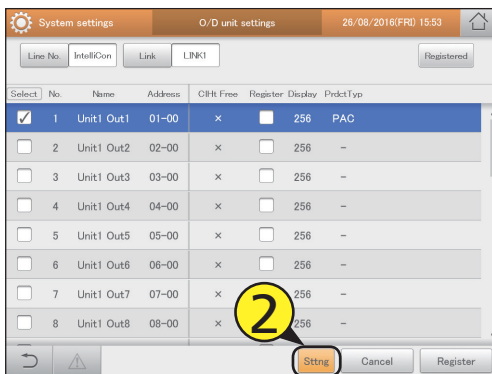 System settings O/D unit settings 26/08/2016(FRI) 15:53
Line No. IntelliCon Link LINK1 Registered
Select No. Name Address ClHt Free Register Display PrdctTyp
1 Unit1 Out1 01-00 × 256 PAC
2 Unit1 Out2 02-00 × 256 -
3 Unit1 Out3 03-00 × 256 -
4 Unit1 Out4 04-00 × 256 -
5 Unit1 Out5 05-00 × 256 -
6 Unit1 Out6 06-00 × 256 -
7 Unit1 Out7 07-00 × 256 -
8 Unit1 Out8 08-00 × 256 -
2
Sttng Cancel Register